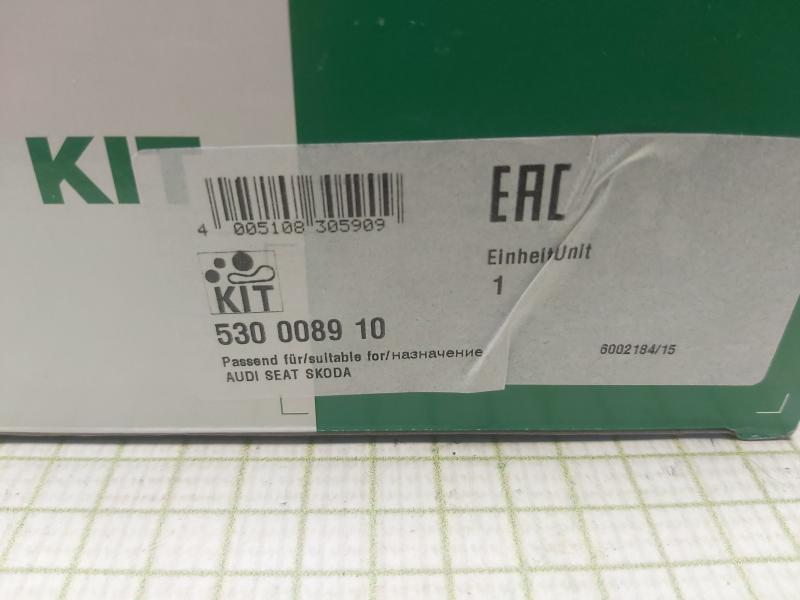 KIT
4 005108 305909
EAC
Einheit/Unit
1
KIT
530 0089 10
Passend für/suitable for/назначение
AUDI SEAT SKODA
6002184/15